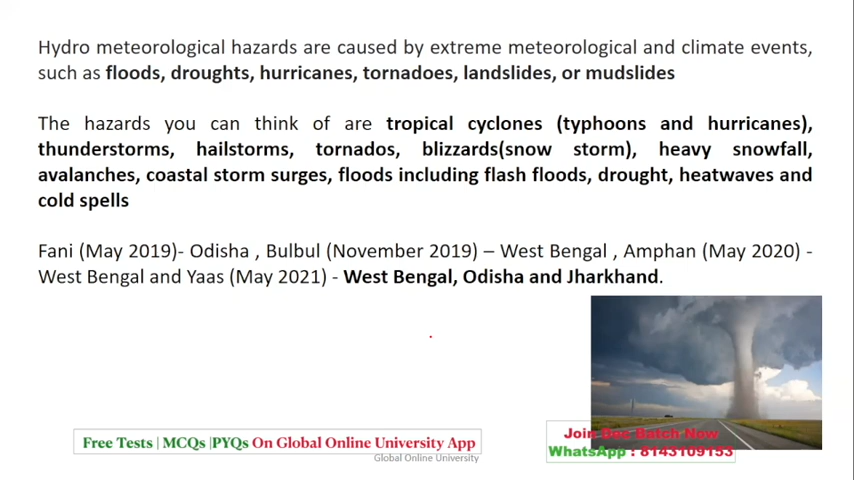 Hydro meteorological hazards are caused by extreme meteorological and climate events,
such as floods, droughts, hurricanes, tornadoes, landslides, or mudslides
The hazards you can think of are tropical cyclones (typhoons and hurricanes),
thunderstorms, hailstorms, tornados, blizzards(snow storm), heavy snowfall,
avalanches, coastal storm surges, floods including flash floods, drought, heatwaves and
cold spells
Fani (May 2019)- Odisha , Bulbul (November 2019) – West Bengal , Amphan (May 2020) -
West Bengal and Yaas (May 2021) - West Bengal, Odisha and Jharkhand.
Free Tests | MCQs |PYQs On Global Online University App
Global Online University
Join Dec Batch Now
WhatsApp : 8143109153